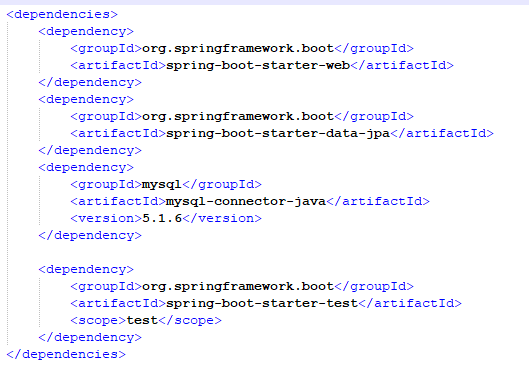 <dependencies>
    <dependency>
        <groupId>org.springframework.boot</groupId>
        <artifactId>spring-boot-starter-web</artifactId>
    </dependency>
    <dependency>
        <groupId>org.springframework.boot</groupId>
        <artifactId>spring-boot-starter-data-jpa</artifactId>
    </dependency>
    <dependency>
        <groupId>mysql</groupId>
        <artifactId>mysql-connector-java</artifactId>
        <version>5.1.6</version>
    </dependency>

    <dependency>
        <groupId>org.springframework.boot</groupId>
        <artifactId>spring-boot-starter-test</artifactId>
        <scope>test</scope>
    </dependency>
</dependencies>